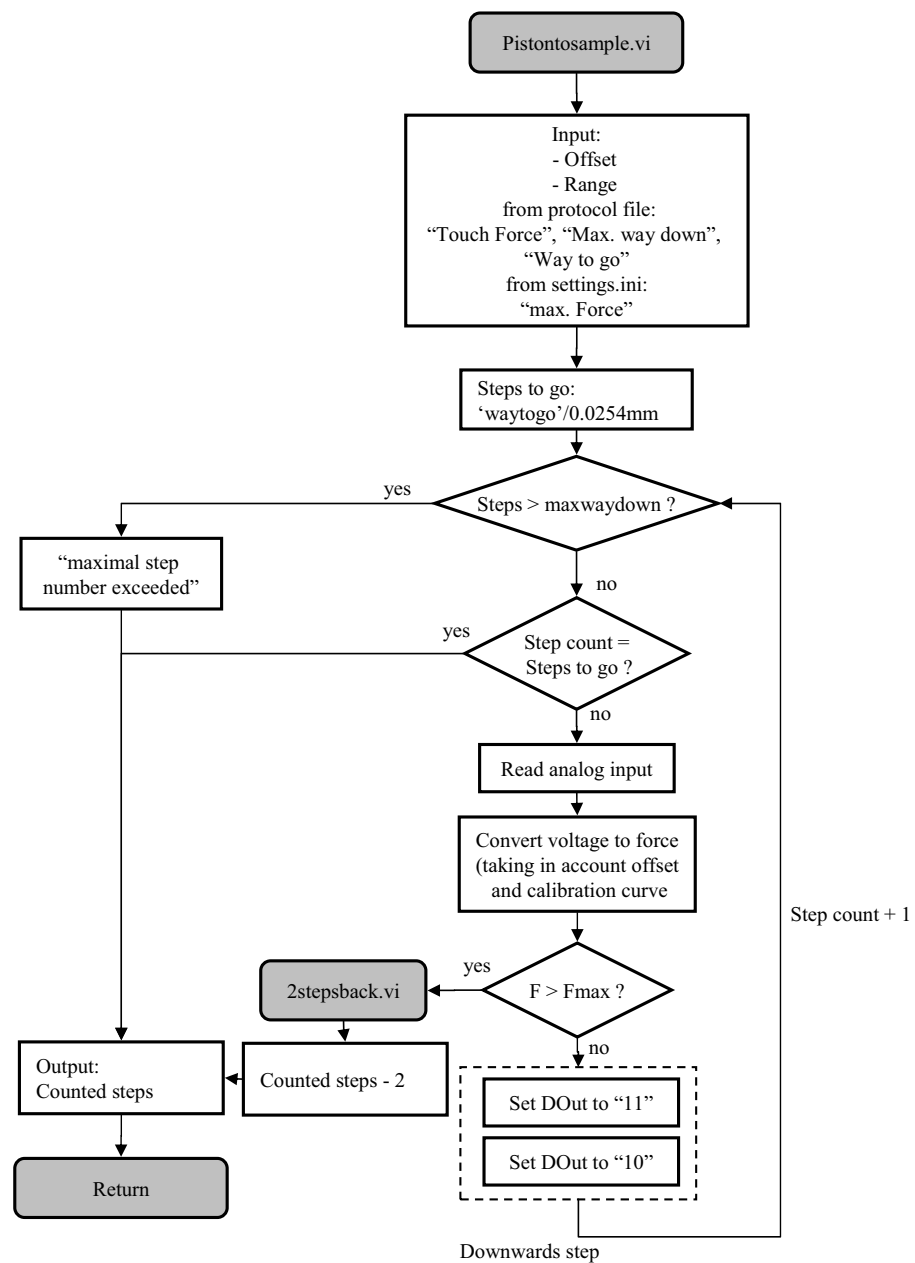 Pistontosample.vi
Input:
- Offset
- Range
from protocol file:
“Touch Force”, “Max. way down”,
“Way to go”
from settings.ini:
“max. Force”
Steps to go:
‘waytogo’/0.0254mm
yes
Steps > maxwaydown ?
“maximal step
number exceeded”
no
yes
Step count =
Steps to go ?
no
Read analog input
Convert voltage to force
(taking in account offset
and calibration curve
Step count + 1
yes
F > Fmax ?
2stepsback.vi
no
Output:
Counted steps
Counted steps - 2
Set DOut to “11”
Set DOut to “10”
Return
Downwards step